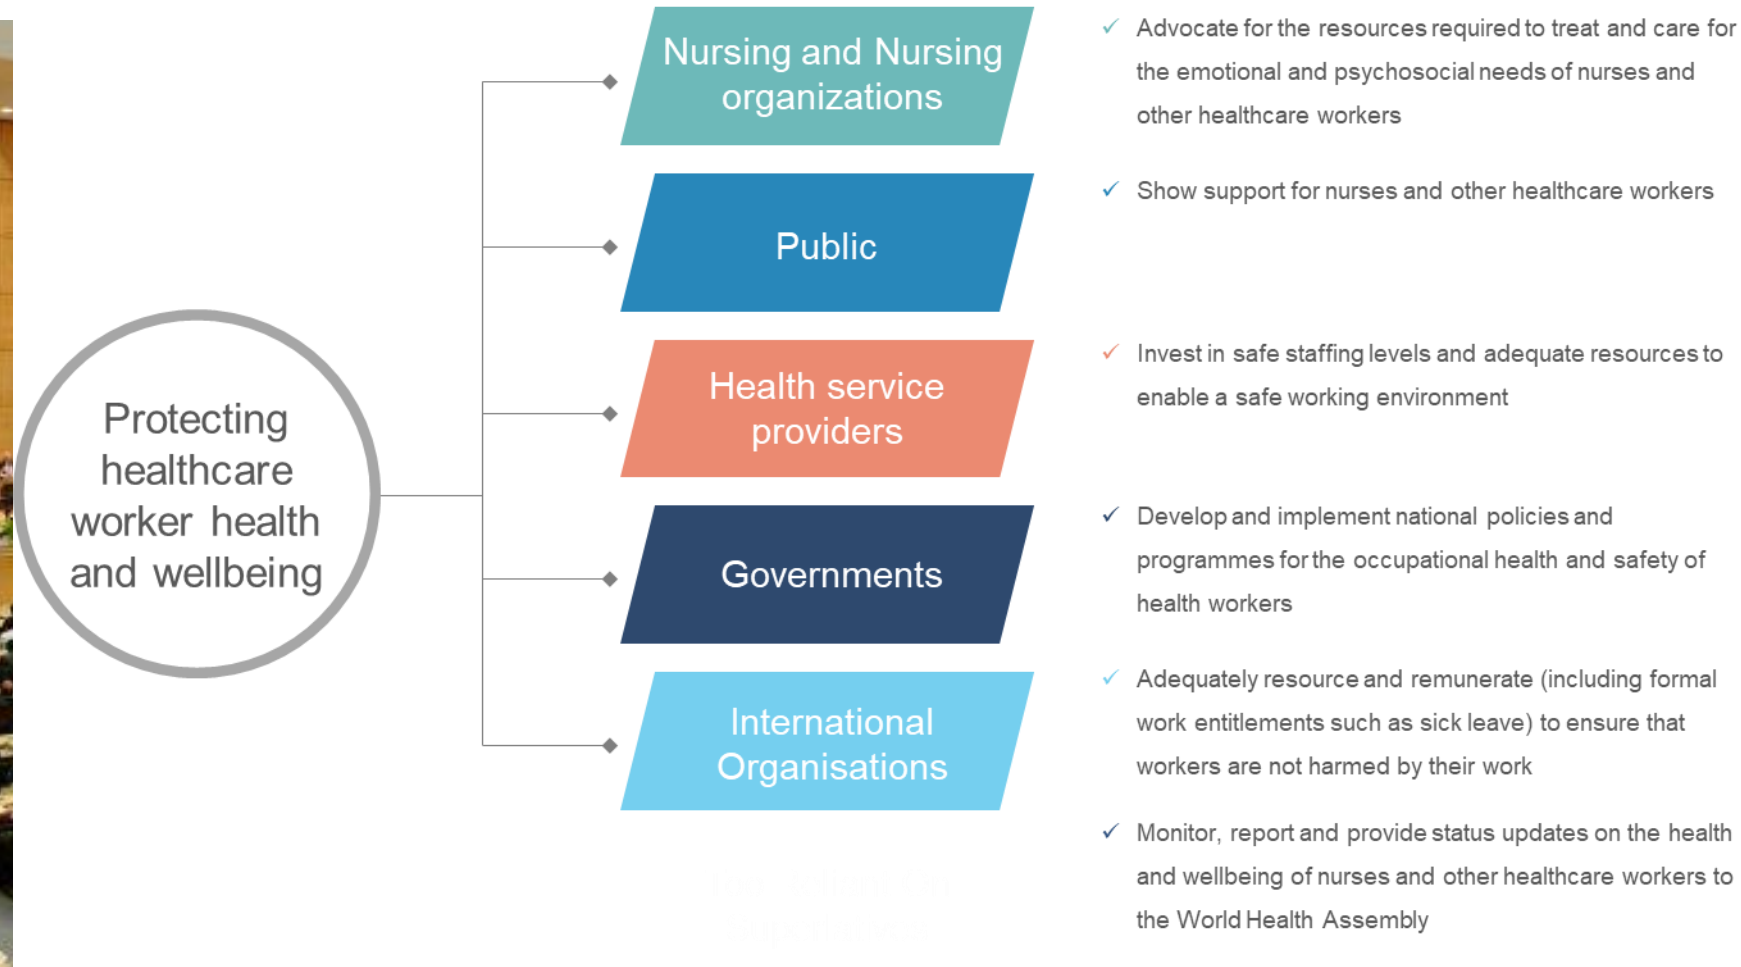 Protecting
healthcare
worker health
and wellbeing
Nursing and Nursing
organizations
✓ Advocate for the resources required to treat and care for
the emotional and psychosocial needs of nurses and
other healthcare workers
Public
✓ Show support for nurses and other healthcare workers
Health service
providers
✓ Invest in safe staffing levels and adequate resources to
enable a safe working environment
Governments
✓ Develop and implement national policies and
programmes for the occupational health and safety of
health workers
International
Organisations
✓ Adequately resource and remunerate (including formal
work entitlements such as sick leave) to ensure that
workers are not harmed by their work
✓ Monitor, report and provide status updates on the health
and wellbeing of nurses and other healthcare workers to
the World Health Assembly